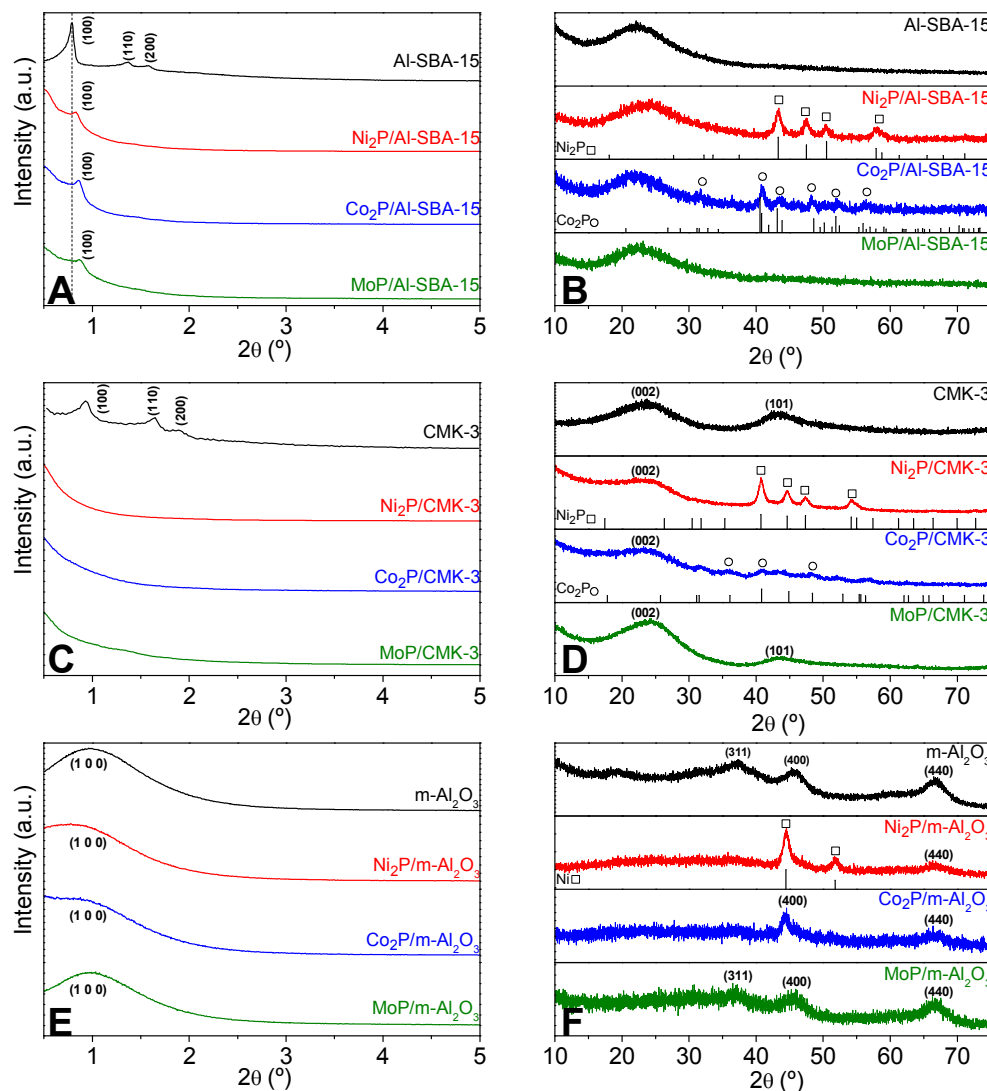 Intensity (a.u.)
(100)
(110)
(200)
Al-SBA-15
(100)
Ni₂P/Al-SBA-15
(100)
Co₂P/Al-SBA-15
(100)
MoP/Al-SBA-15
A
1 2 3 4 5
2θ (º)
Al-SBA-15
Ni₂P/Al-SBA-15
Ni₂P□
Co₂P/Al-SBA-15
Co₂P○
MoP/Al-SBA-15
B
10 20 30 40 50 60 70
2θ (º)
Intensity (a.u.)
(100)
(110)
(200)
CMK-3
Ni₂P/CMK-3
Co₂P/CMK-3
MoP/CMK-3
C
1 2 3 4 5
2θ (º)
CMK-3
(002)
(101)
Ni₂P/CMK-3
(002)
Ni₂P□
Co₂P/CMK-3
(002)
Co₂P○
MoP/CMK-3
(002)
(101)
D
10 20 30 40 50 60 70
2θ (º)
Intensity (a.u.)
(1 0 0)
m-Al₂O₃
(1 0 0)
Ni₂P/m-Al₂O₃
(1 0 0)
Co₂P/m-Al₂O₃
(1 0 0)
MoP/m-Al₂O₃
E
1 2 3 4 5
2θ (º)
m-Al₂O₃
(311)
(400)
(440)
Ni₂P/m-Al₂O₃
(440)
Ni□
Co₂P/m-Al₂O₃
(400)
(440)
MoP/m-Al₂O₃
(311)
(400)
(440)
F
10 20 30 40 50 60 70
2θ (º)